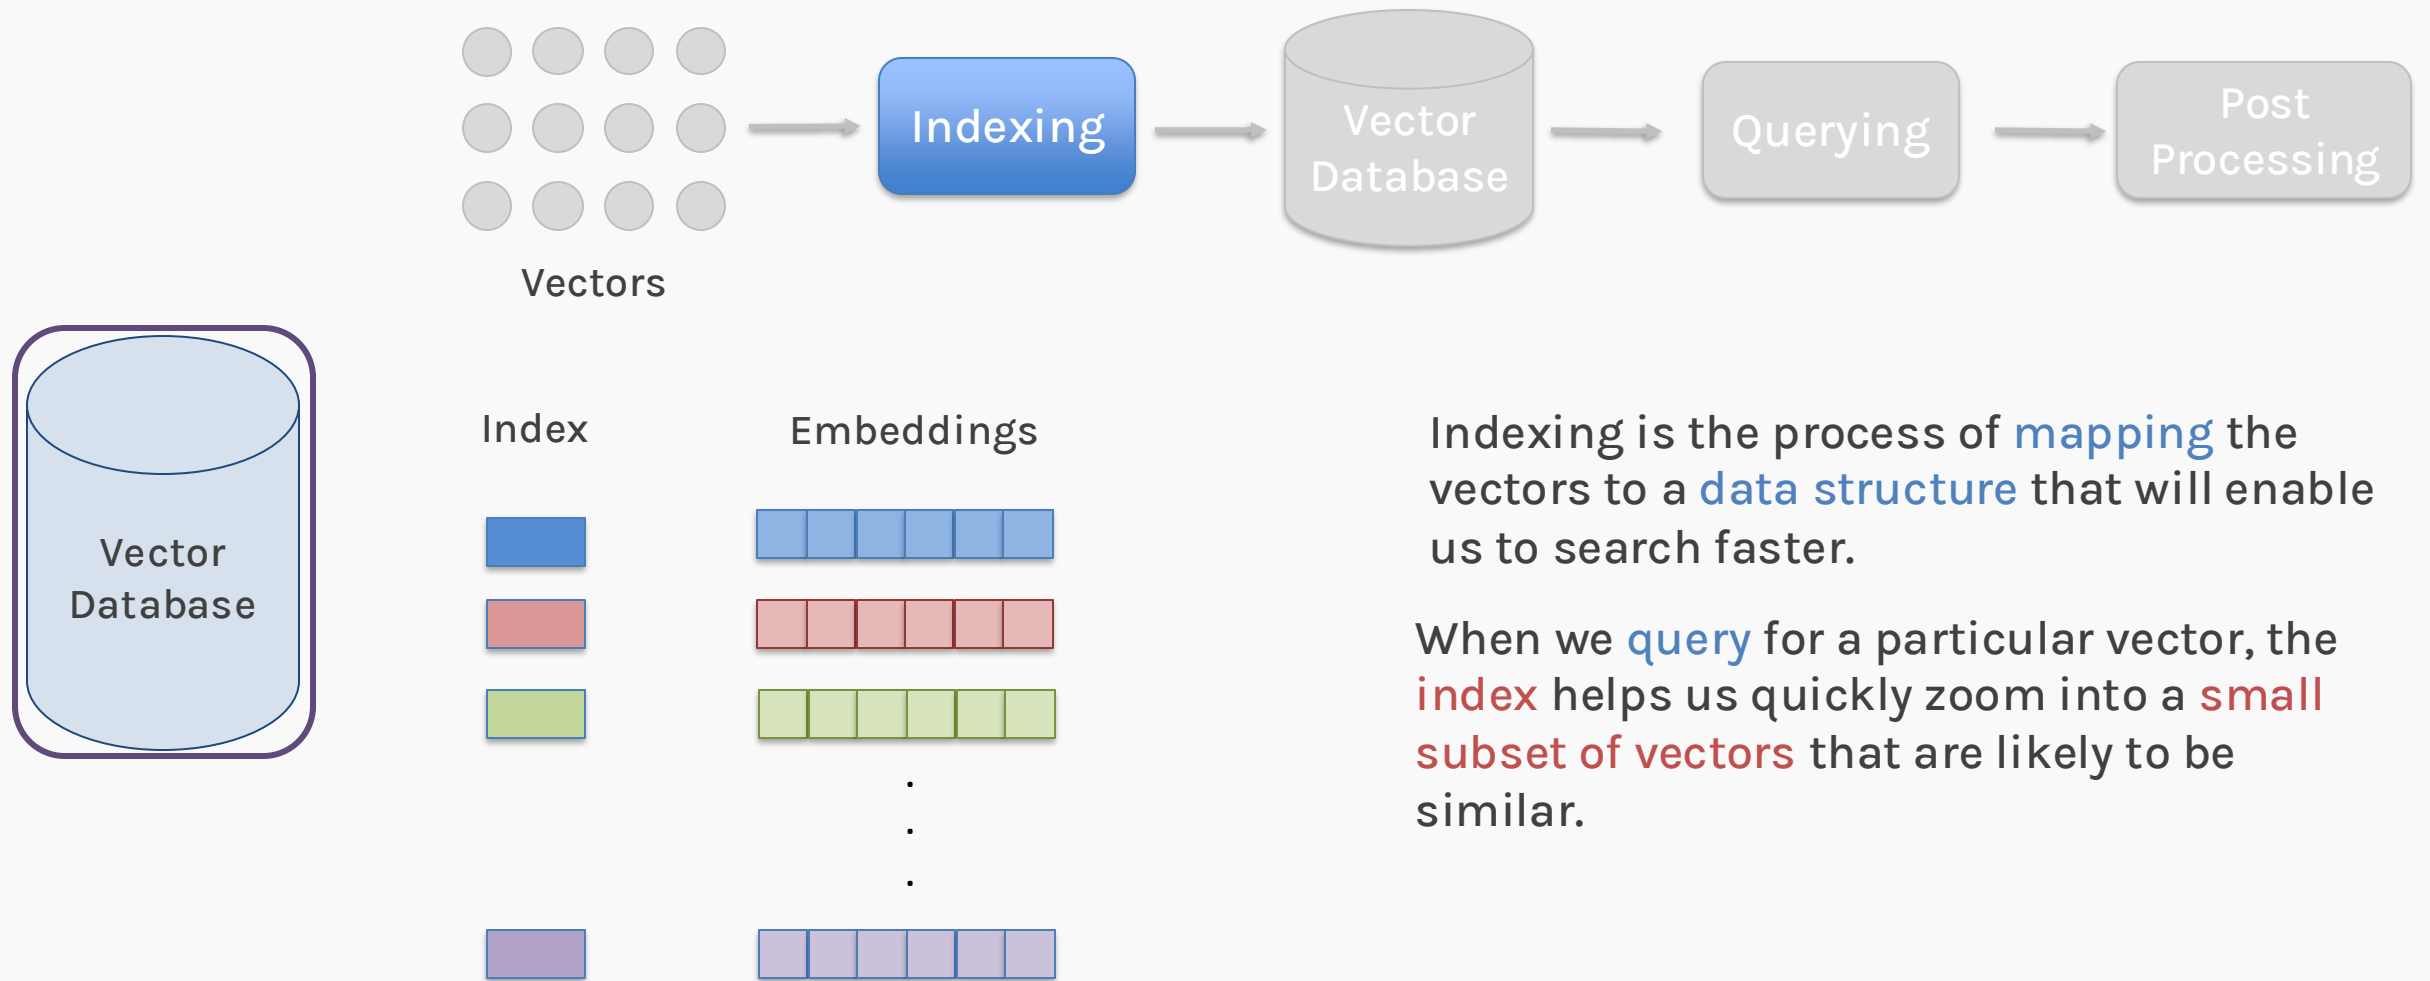 Indexing
Vector
Database
Querying
Post
Processing
Vectors
Vector
Database
Index
Embeddings
.
.
.
Indexing is the process of mapping the
vectors to a data structure that will enable
us to search faster.
When we query for a particular vector, the
index helps us quickly zoom into a small
subset of vectors that are likely to be
similar.